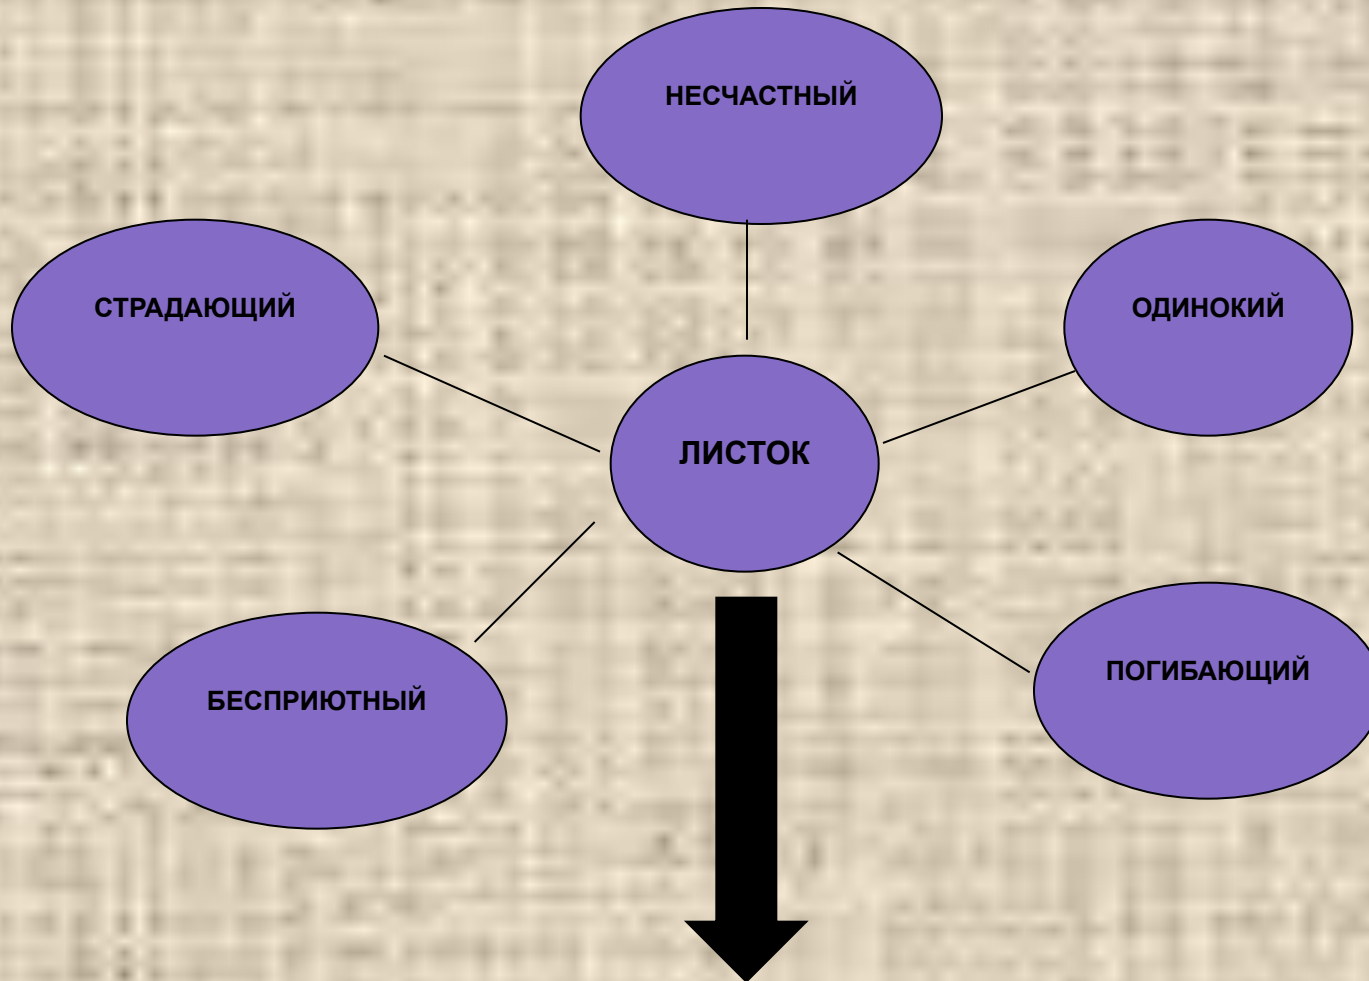 НЕСЧАСТНЫЙ
СТРАДАЮЩИЙ
ОДИНОКИЙ
ЛИСТОК
БЕСПРИЮТНЫЙ
ПОГИБАЮЩИЙ